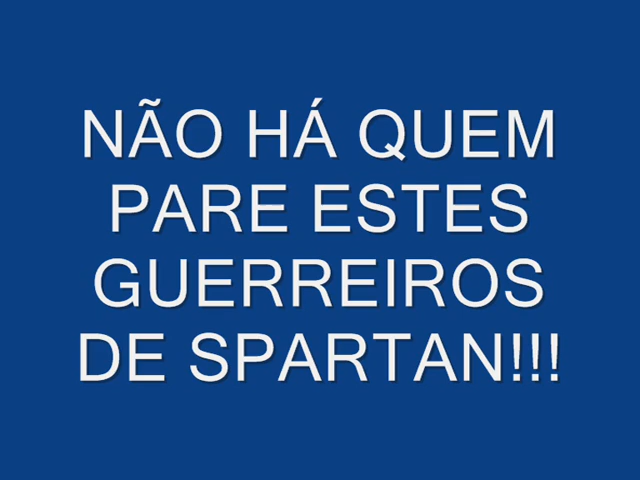 NÃO HÁ QUEM
PARE ESTES
GUERREIROS
DE SPARTAN!!!